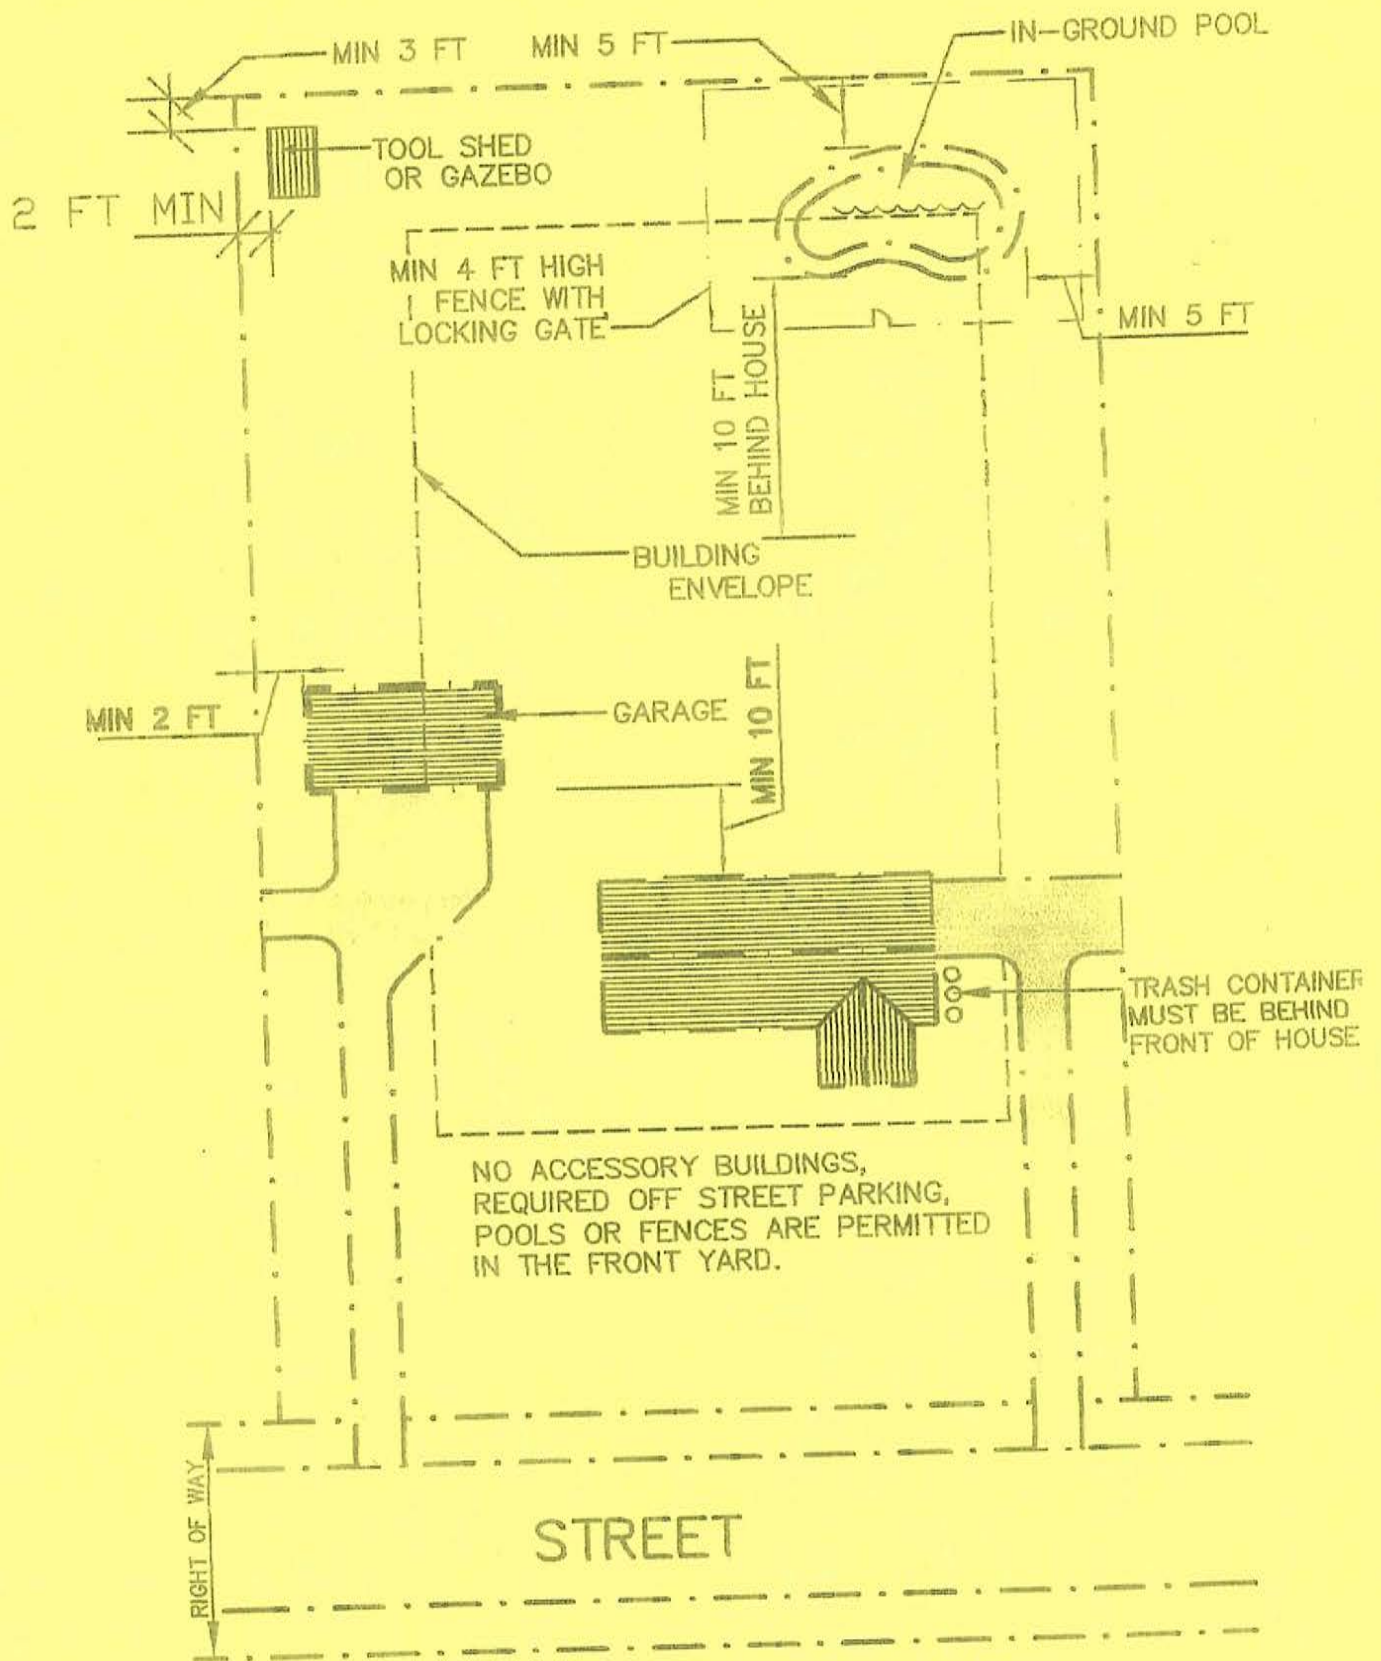 MIN 3 FT
MIN 5 FT
IN-GROUND POOL
TOOL SHED
OR GAZEBO
2 FT MIN
MIN 4 FT HIGH
FENCE WITH
LOCKING GATE
MIN 10 FT
BEHIND HOUSE
MIN 5 FT
BUILDING
ENVELOPE
MIN 2 FT
GARAGE
MIN 10 FT
TRASH CONTAINER
MUST BE BEHIND
FRONT OF HOUSE
NO ACCESSORY BUILDINGS,
REQUIRED OFF STREET PARKING,
POOLS OR FENCES ARE PERMITTED
IN THE FRONT YARD.
RIGHT OF WAY
STREET